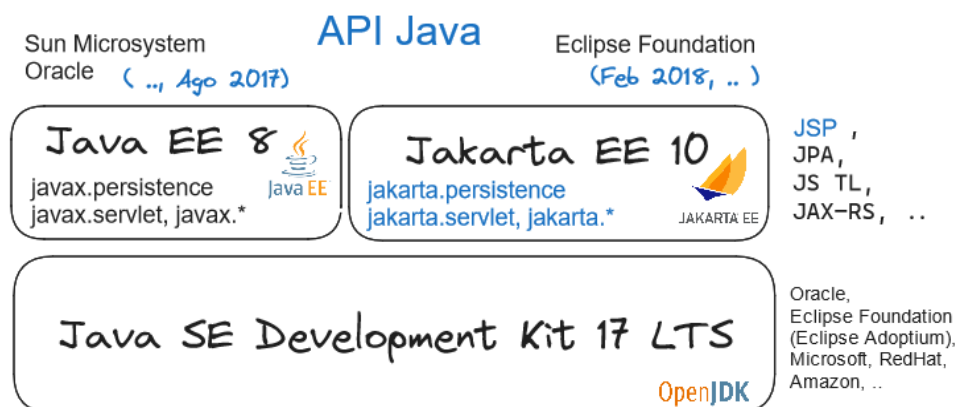 API Java
Sun Microsystem
Oracle ( .., Ago 2017)
Eclipse Foundation
(Feb 2018, .. )
Java EE 8
javax.persistence
javax.servlet, javax.*
Java EE
Jakarta EE 10
jakarta.persistence
jakarta.servlet, jakarta.*
JAKARTA EE
JSP ,
JPA,
JS TL,
JAX-RS, ..
Java SE Development Kit 17 LTS
OpenJDK
Oracle,
Eclipse Foundation
(Eclipse Adoptium),
Microsoft, RedHat,
Amazon, ..